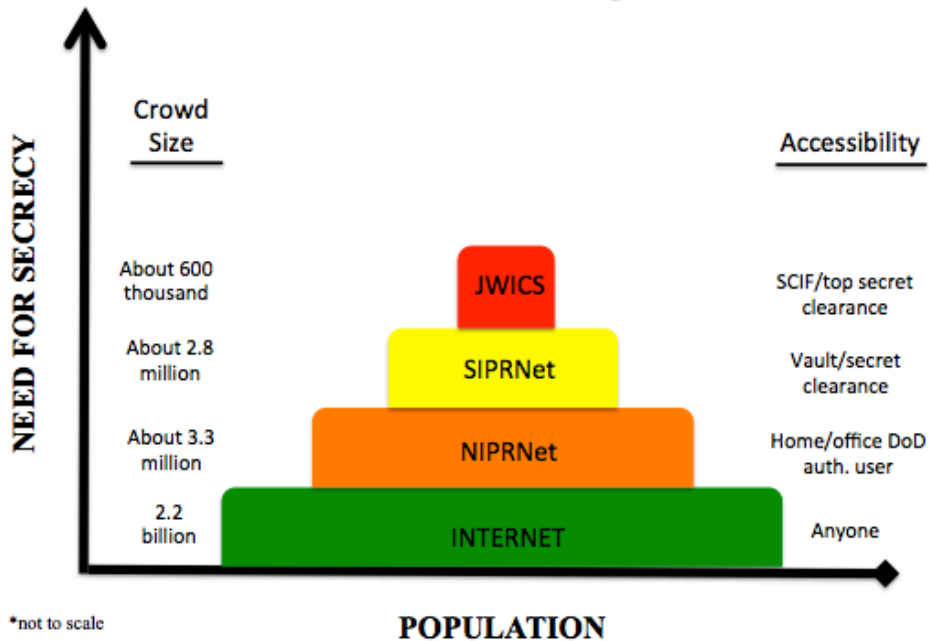 Crowd
Size
Accessibility
NEED FOR SECRECY
About 600
thousand
JWICS
SCIF/top secret
clearance
About 2.8
million
SIPRNet
Vault/secret
clearance
About 3.3
million
NIPRNet
Home/office DoD
auth. user
2.2
billion
INTERNET
Anyone
*not to scale
POPULATION